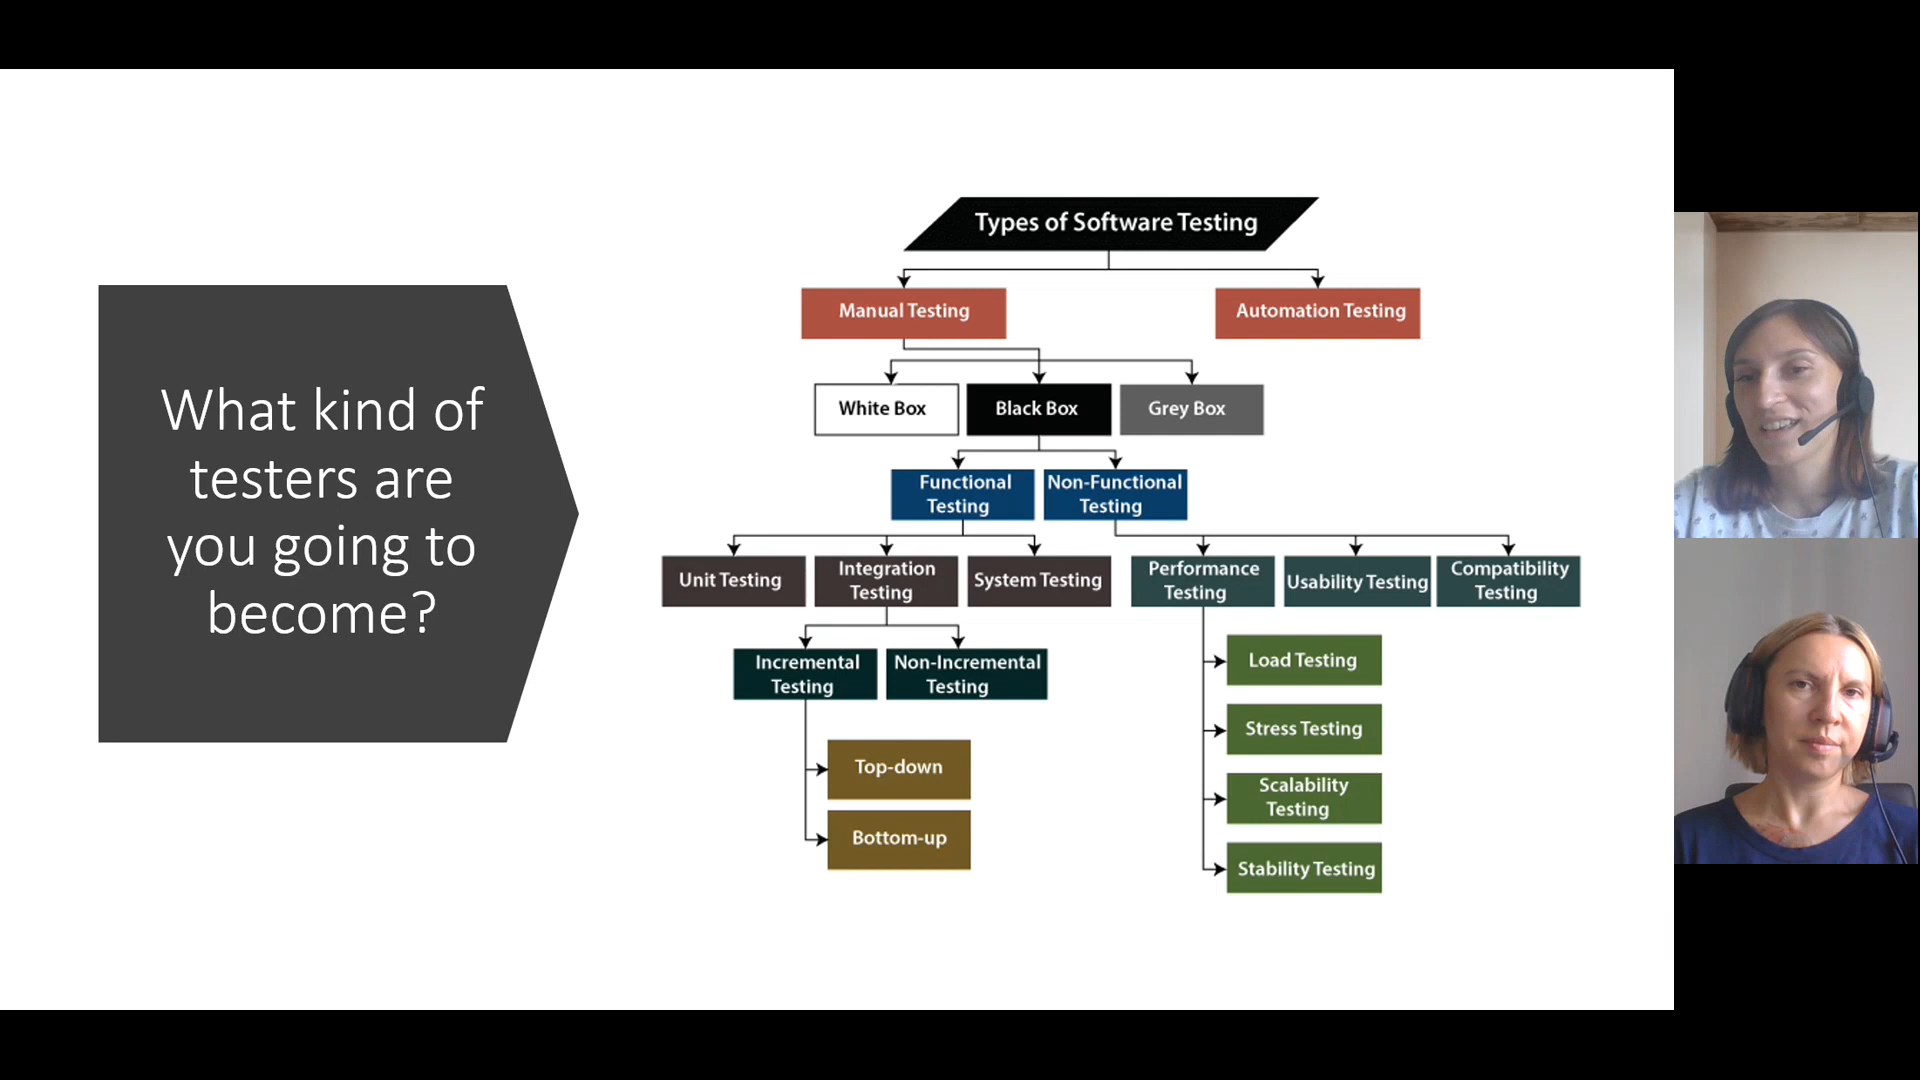 What kind of
testers are
you going to
become?
Types of Software Testing
Manual Testing
Automation Testing
White Box
Black Box
Grey Box
Functional
Testing
Non-Functional
Testing
Unit Testing
Integration
Testing
System Testing
Performance
Testing
Usability Testing
Compatibility
Testing
Incremental
Testing
Non-Incremental
Testing
Load Testing
Stress Testing
Top-down
Scalability
Testing
Bottom-up
Stability Testing